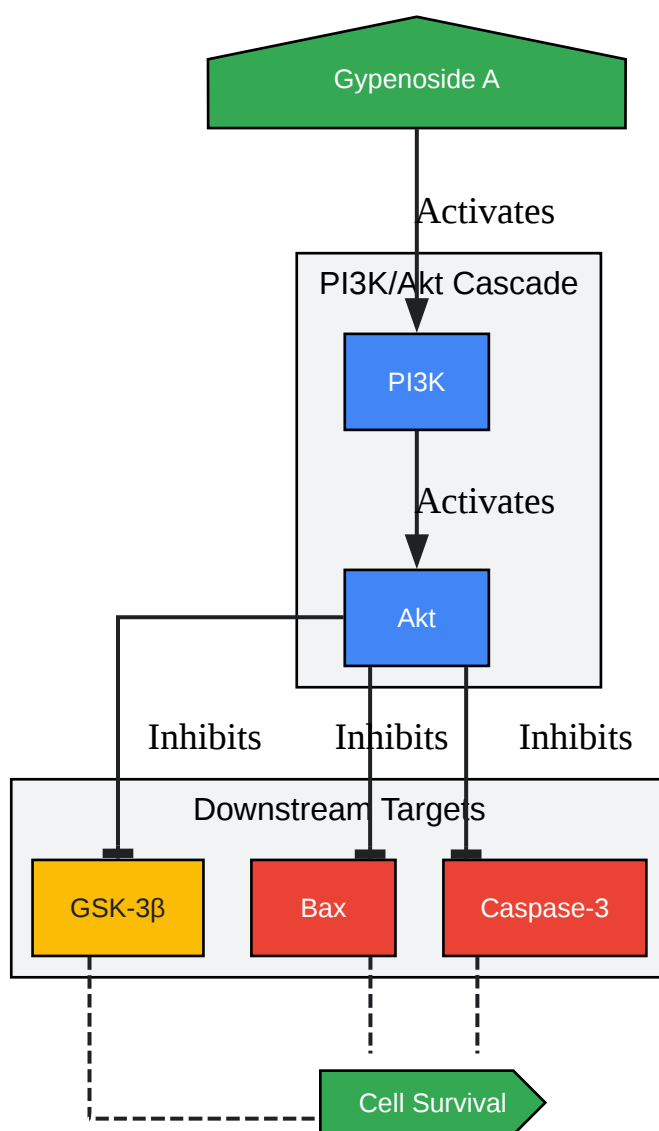 Gypenoside A
Activates
PI3K/Akt Cascade
PI3K
Activates
Akt
Inhibits
Inhibits
Inhibits
Downstream Targets
GSK-3β
Bax
Caspase-3
Cell Survival